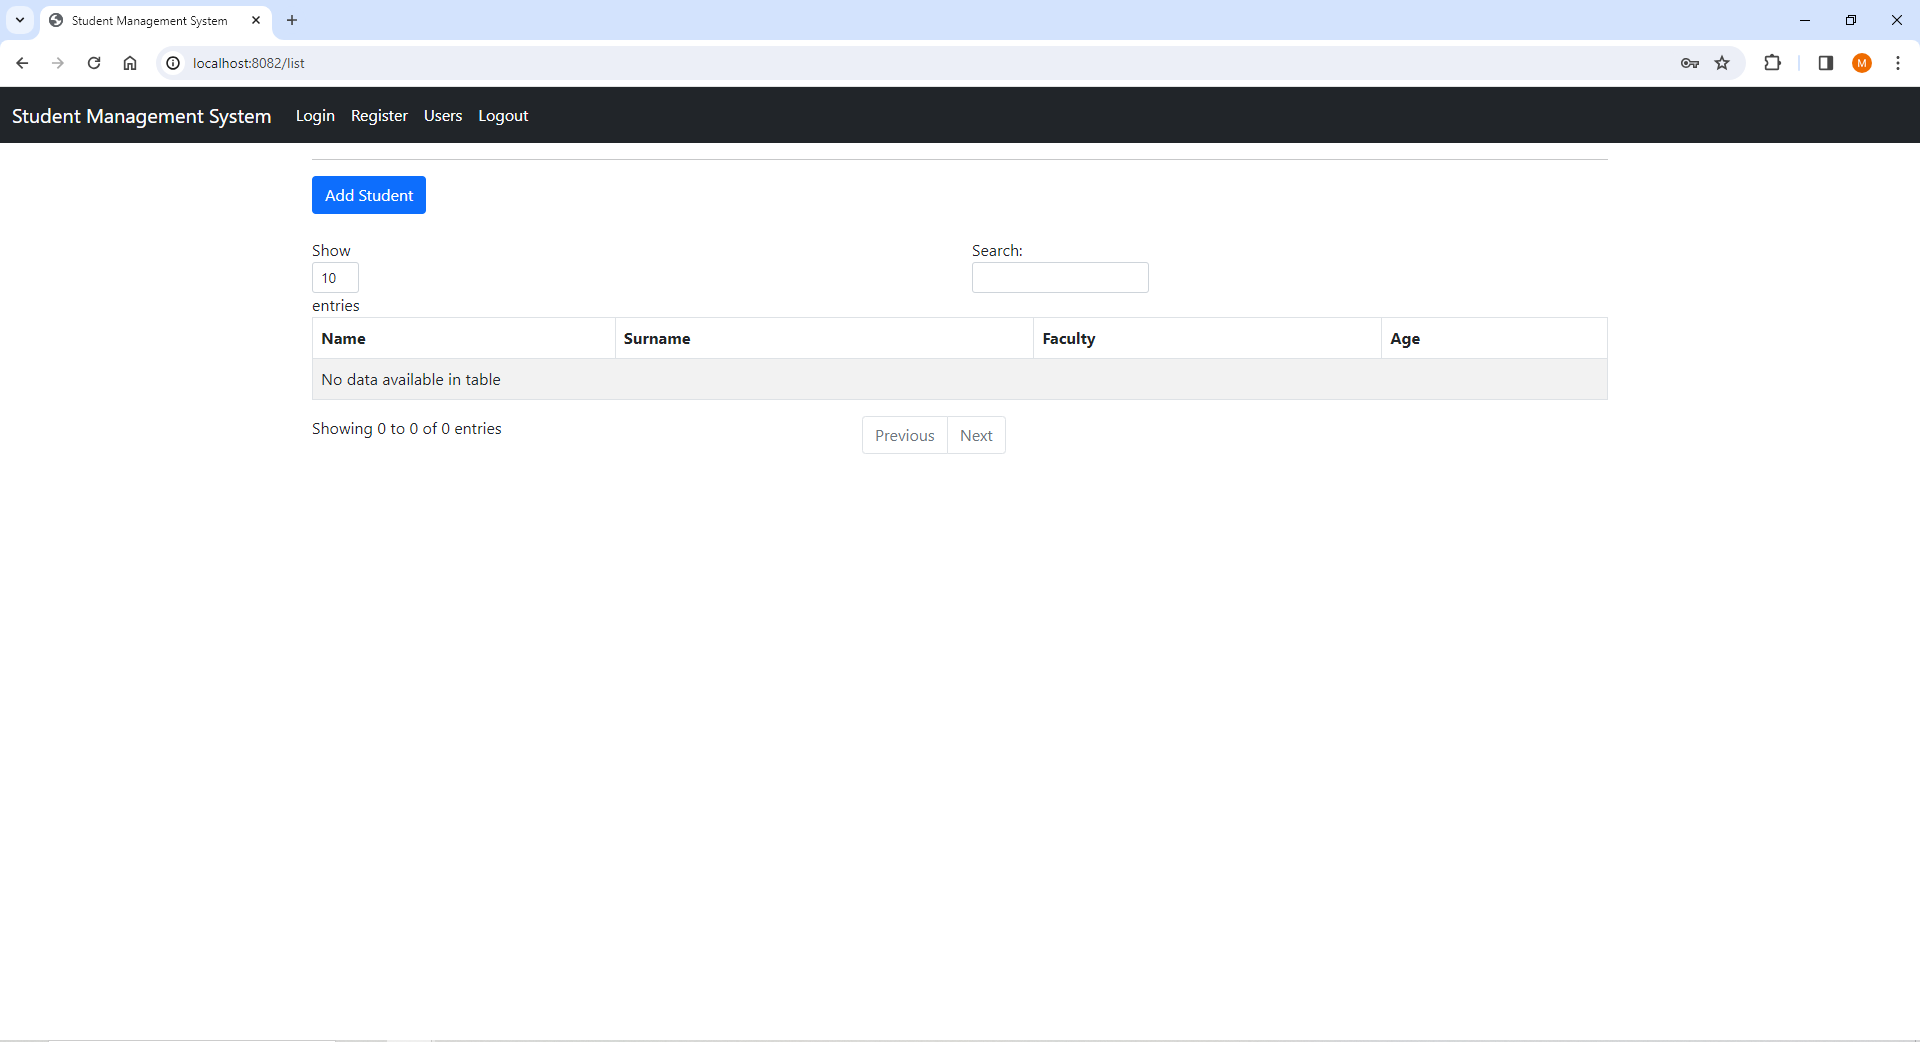 Student Management System
localhost:8082/list
M
Student Management System Login Register Users Logout
Add Student
Show
10
entries
Search:
Name Surname Faculty Age
No data available in table
Showing 0 to 0 of 0 entries
Previous Next